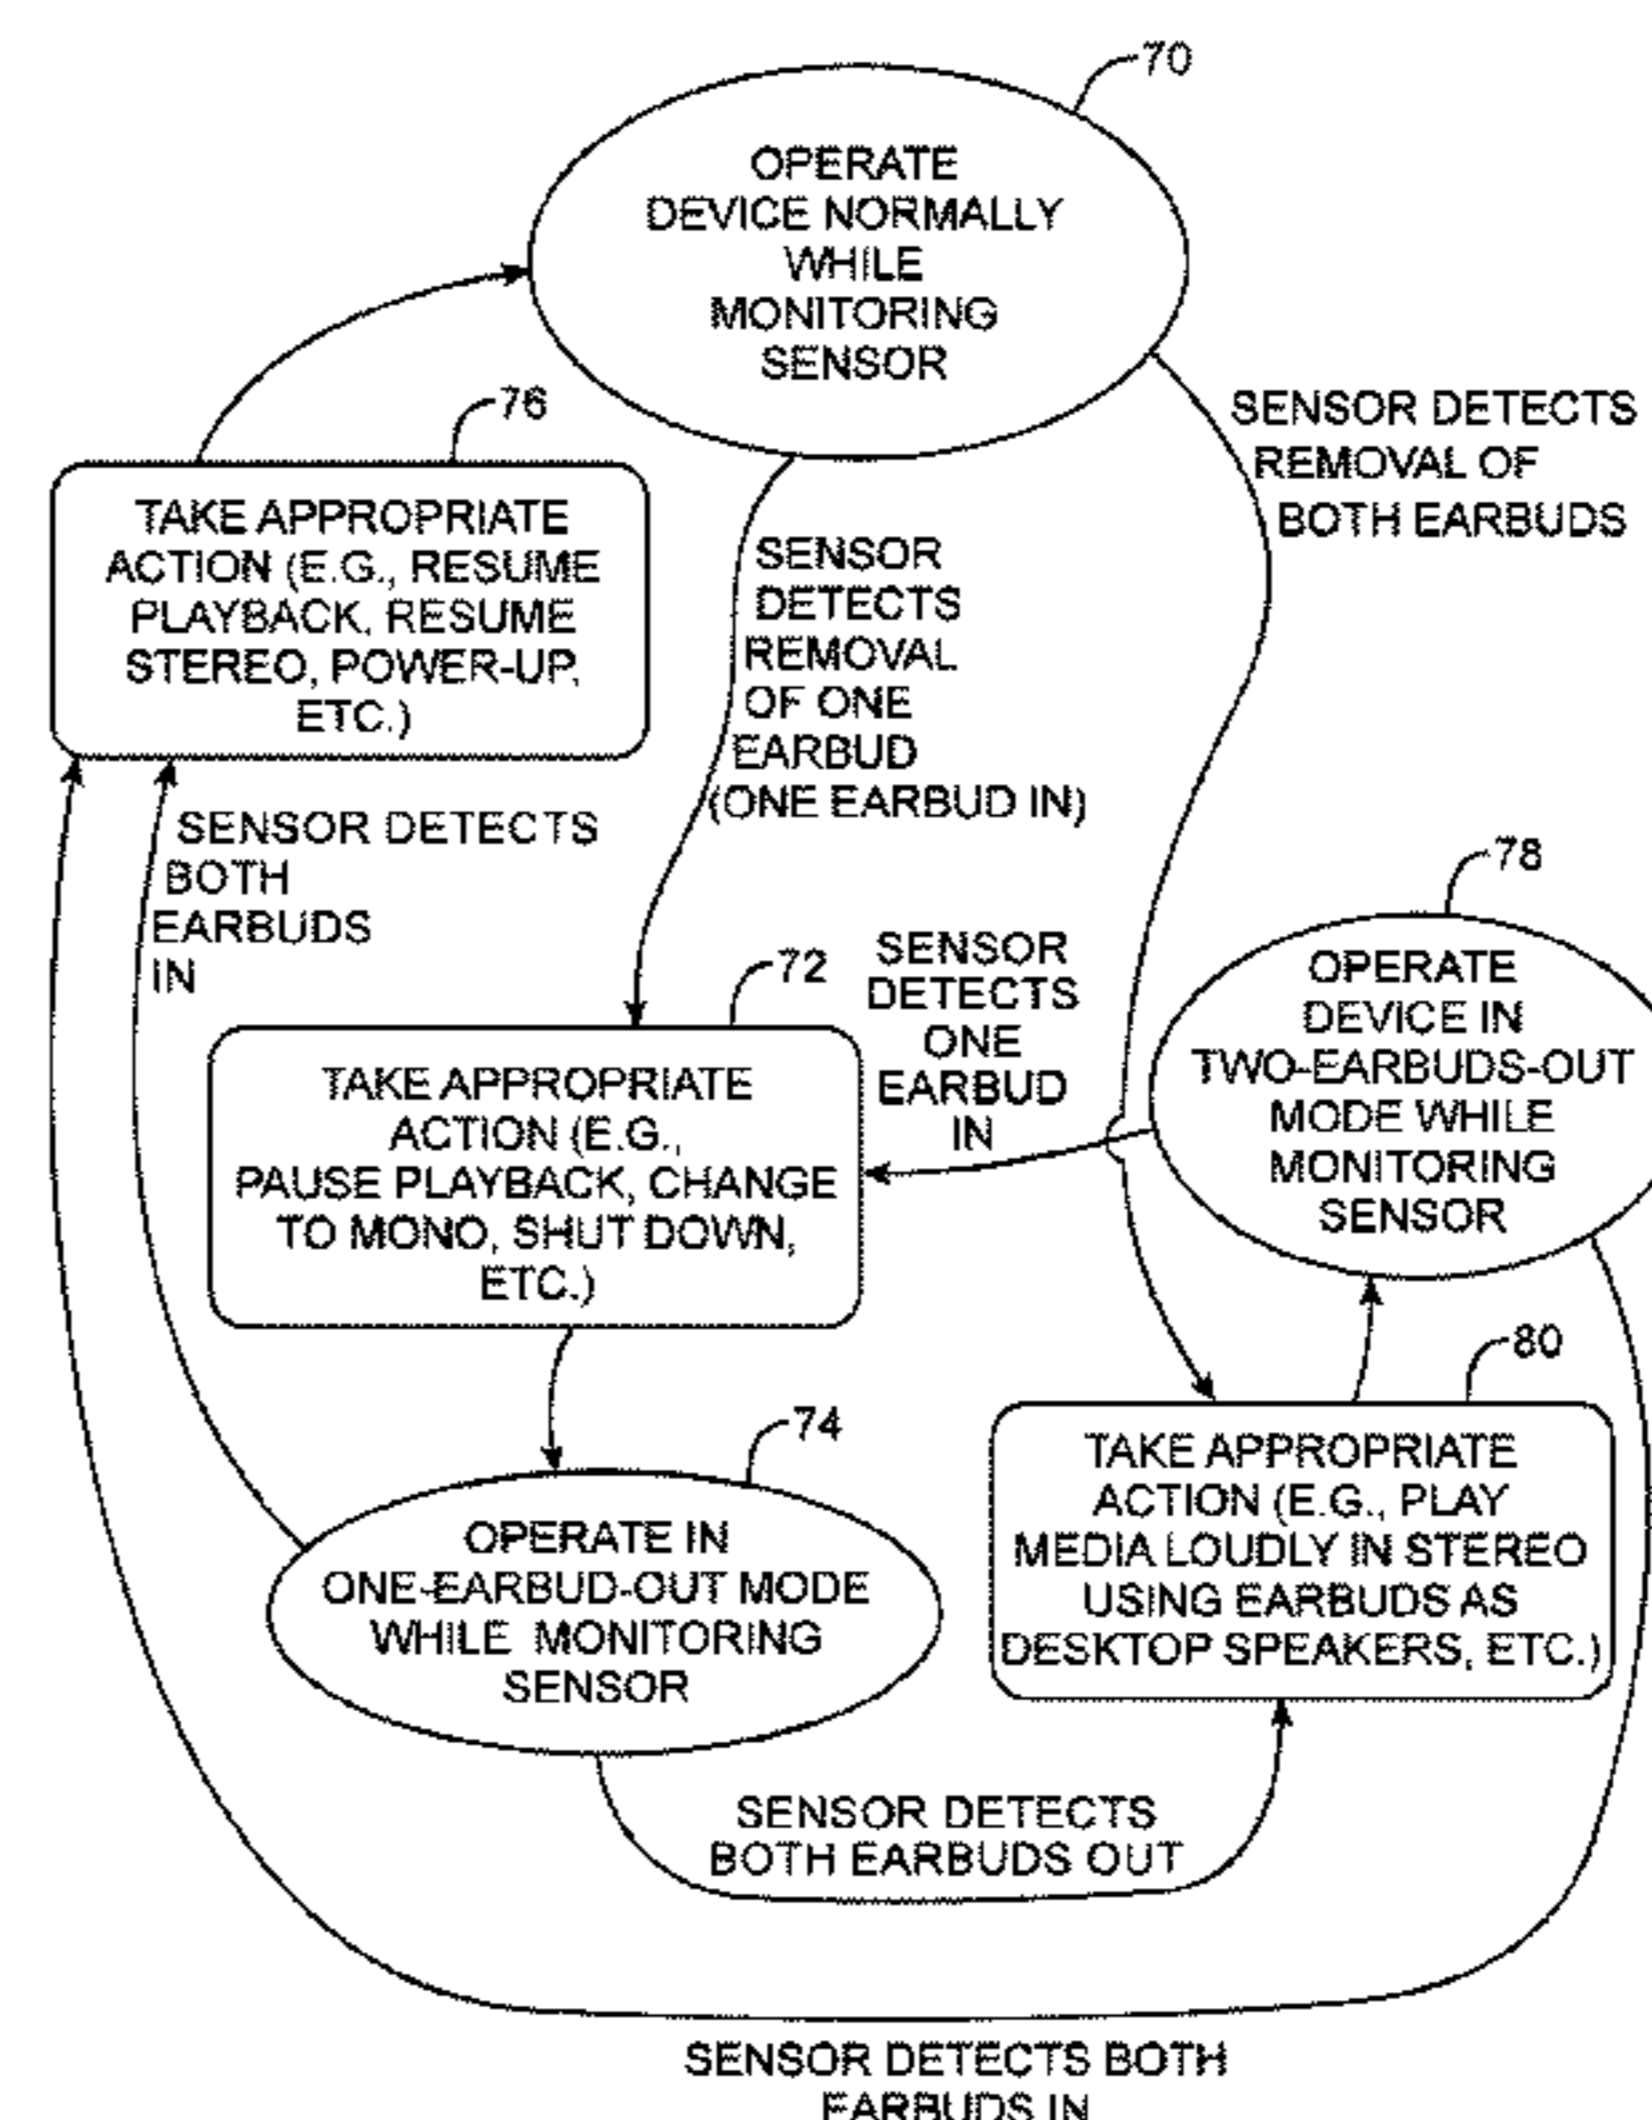 70
OPERATE
DEVICE NORMALLY
WHILE
MONITORING
SENSOR
76
TAKE APPROPRIATE
ACTION (E.G., RESUME
PLAYBACK, RESUME
STEREO, POWER-UP,
ETC.)
SENSOR DETECTS
REMOVAL OF
BOTH EARBUDS
SENSOR
DETECTS
REMOVAL
OF ONE
EARBUD
(ONE EARBUD IN)
SENSOR DETECTS
BOTH
EARBUDS
IN
78
OPERATE
DEVICE IN
TWO-EARBUDS-OUT
MODE WHILE
MONITORING
SENSOR
72
TAKE APPROPRIATE
ACTION (E.G.,
PAUSE PLAYBACK, CHANGE
TO MONO, SHUT DOWN,
ETC.)
SENSOR
DETECTS
ONE
EARBUD
IN
80
TAKE APPROPRIATE
ACTION (E.G., PLAY
MEDIA LOUDLY IN STEREO
USING EARBUDS AS
DESKTOP SPEAKERS, ETC.)
74
OPERATE IN
ONE-EARBUD-OUT MODE
WHILE MONITORING
SENSOR
SENSOR DETECTS
BOTH EARBUDS OUT
SENSOR DETECTS BOTH
EARBUDS IN